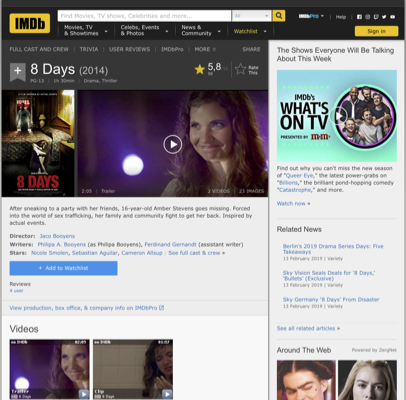 IMDb
Find Movies, TV shows, Celebrities and more...
All
IMDbPro
Help
Movies, TV & Showtimes
Celebs, Events & Photos
News & Community
Watchlist
Sign in
FULL CAST AND CREW | TRIVIA | USER REVIEWS | IMDbPro | MORE
SHARE
8 Days (2014)
PG-13 | 1h 30min | Drama, Thriller
5,8
Rate This
8 DAYS
2:05 | Trailer
2 VIDEOS | 23 IMAGES
After sneaking to a party with her friends, 16-year-old Amber Stevens goes missing. Forced
into the world of sex trafficking, her family and community fight to get her back. Inspired by
actual events.
Director: Jaco Booyens
Writers: Philipa A. Booyens (as Philipa Booyens), Ferdinand Gernandt (assistant writer)
Stars: Nicole Smolen, Sebastian Aguilar, Cameron Allsup | See full cast & crew »
+ Add to Watchlist
Reviews
4 user
View production, box office, & company info on IMDbPro
Videos
Trailer
8 Days
Clip
8 Days
The Shows Everyone Will Be Talking
About This Week
IMDb's
WHAT'S
ON TV
PRESENTED BY
Find out why you can't miss the new season
of "Queer Eye," the latest power-grabs on
"Billions," the brilliant pond-hopping comedy
"Catastrophe," and more.
Watch now »
Related News
Berlin's 2019 Drama Series Days: Five
Takeaways
13 February 2019 | Variety
Sky Vision Seals Deals for '8 Days,'
'Bullets' (Exclusive)
13 February 2019 | Variety
Sky Germany '8 Days' From Disaster
13 February 2019 | Variety
See all related articles »
Around The Web
Powered by ZergNet